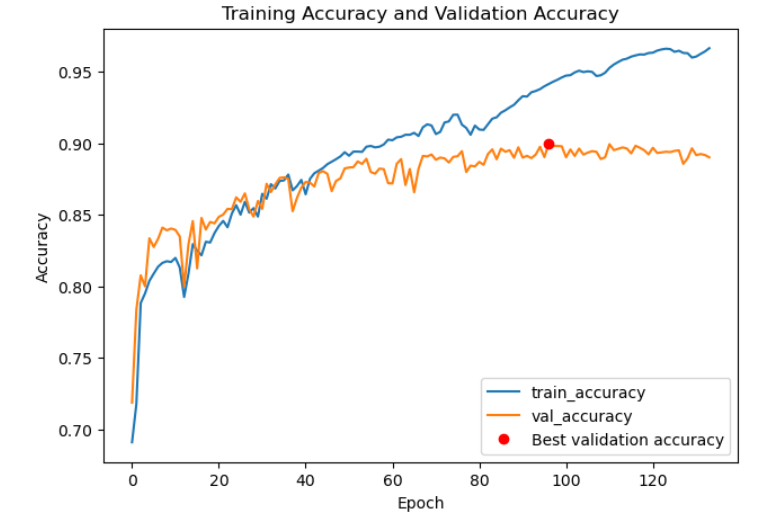 Training Accuracy and Validation Accuracy
Accuracy
0.95
0.90
0.85
0.80
0.75
0.70
train_accuracy
val_accuracy
Best validation accuracy
0 20 40 60 80 100 120
Epoch